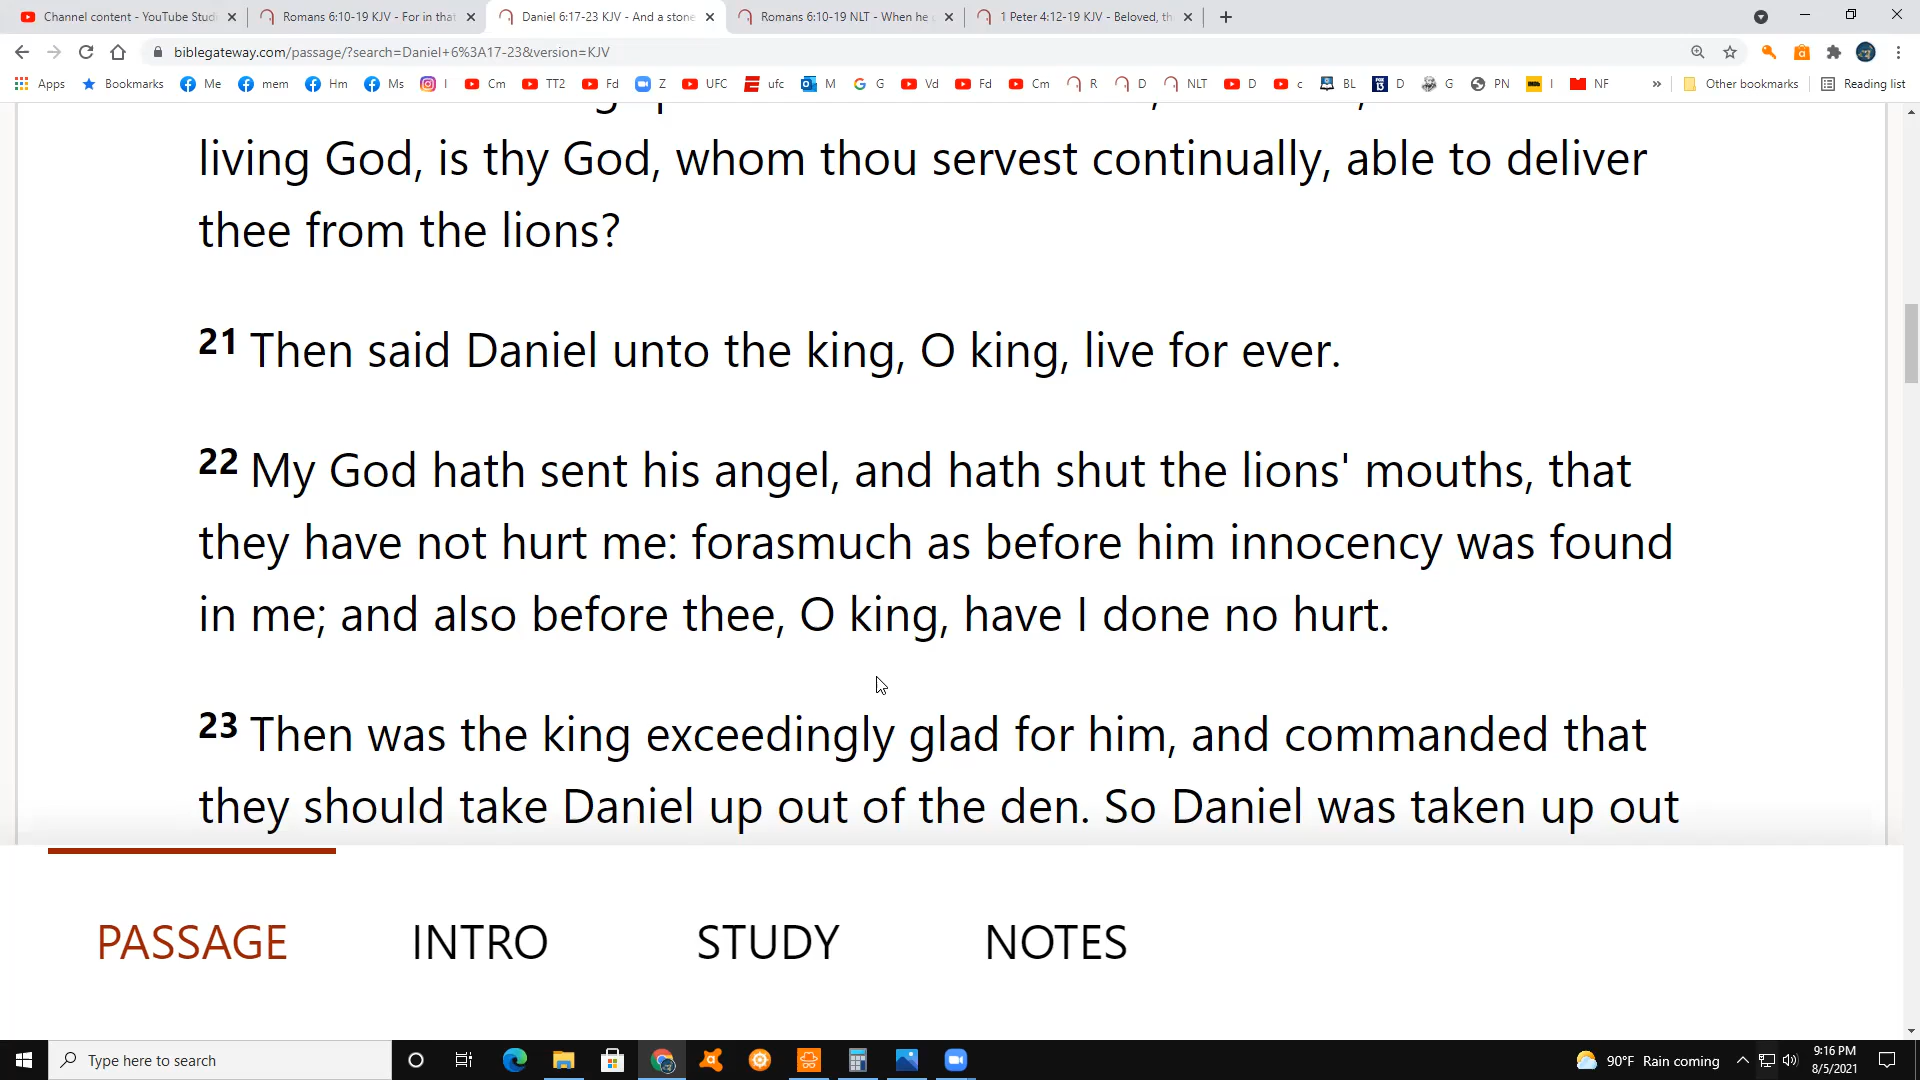 Channel content - YouTube Studi
Romans 6:10-19 KJV - For in that
Daniel 6:17-23 KJV - And a stone
Romans 6:10-19 NLT - When he
1 Peter 4:12-19 KJV - Beloved, th
biblegateway.com/passage/?search=Daniel+6%3A17-23&version=KJV
Apps Bookmarks Me mem Hm Ms I Cm TT2 Fd Z UFC ufc M G Vd Fd Cm R D NLT D c BL D G PN I NF » Other bookmarks Reading list
living God, is thy God, whom thou servest continually, able to deliver
thee from the lions?
21 Then said Daniel unto the king, O king, live for ever.
22 My God hath sent his angel, and hath shut the lions' mouths, that
they have not hurt me: forasmuch as before him innocency was found
in me; and also before thee, O king, have I done no hurt.
23 Then was the king exceedingly glad for him, and commanded that
they should take Daniel up out of the den. So Daniel was taken up out
PASSAGE INTRO STUDY NOTES
Type here to search
90°F Rain coming
9:16 PM
8/5/2021